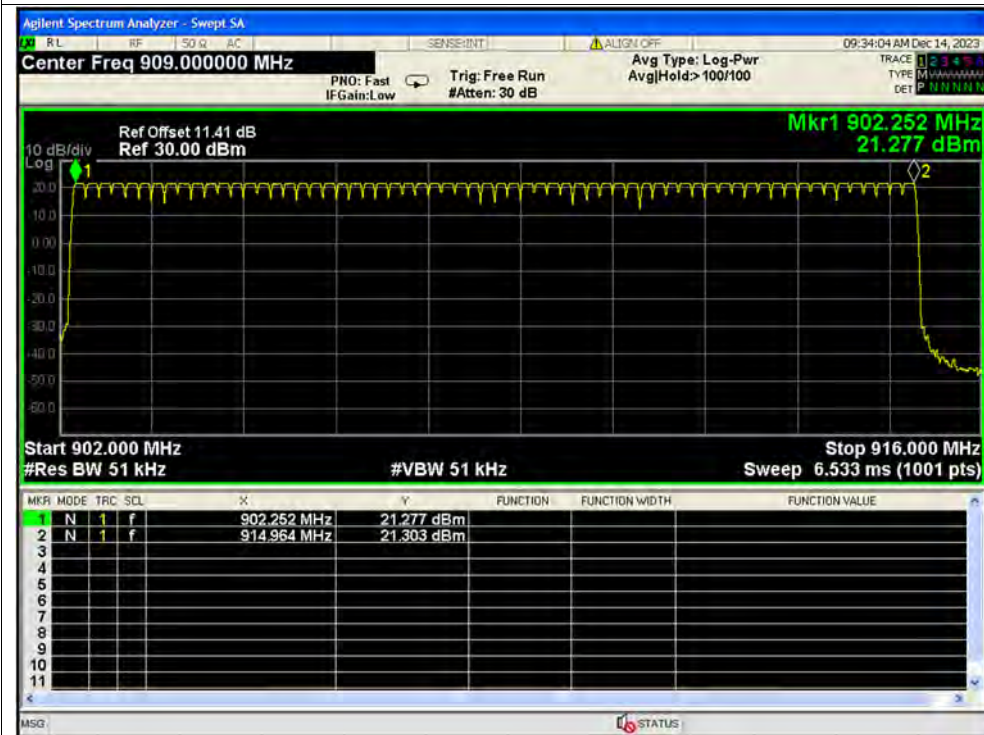 Agilent Spectrum Analyzer - Swept SA
LXI RL RF 50 Ω AC SENSE:INT ALIGN OFF 09:34:04 AM Dec 14, 2023
Center Freq 909.000000 MHz
PNO: Fast
IFGain:Low
Trig: Free Run
#Atten: 30 dB
Avg Type: Log-Pwr
Avg|Hold:> 100/100
TRACE 1 2 3 4 5 6
TYPE M
DET P N N N N N
Mkr1 902.252 MHz
21.277 dBm
Ref Offset 11.41 dB
10 dB/div Ref 30.00 dBm
Log
1
2
20.0
10.0
0.00
-10.0
-20.0
-30.0
-40.0
-50.0
-60.0
Start 902.000 MHz Stop 916.000 MHz
#Res BW 51 kHz #VBW 51 kHz Sweep 6.533 ms (1001 pts)
MKR MODE TRC SCL X Y FUNCTION FUNCTION WIDTH FUNCTION VALUE
1 N 1 f 902.252 MHz 21.277 dBm
2 N 1 f 914.964 MHz 21.303 dBm
3
4
5
6
7
8
9
10
11
MSG STATUS